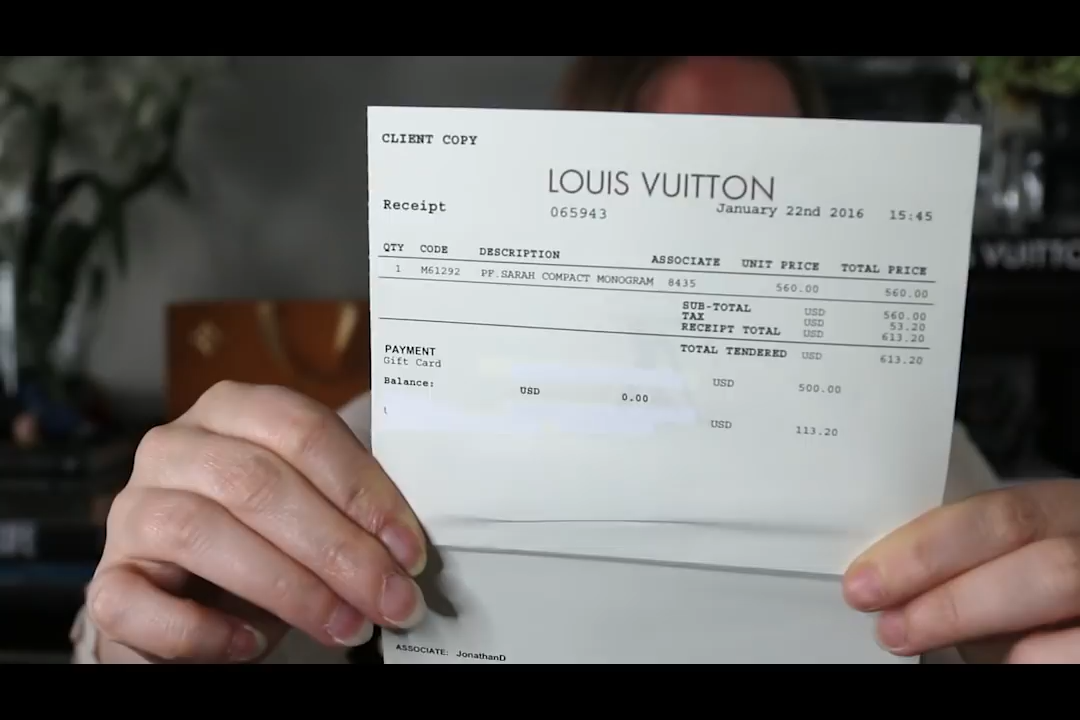 CLIENT COPY
LOUIS VUITTON
Receipt 065943 January 22nd 2016 15:45
QTY CODE DESCRIPTION ASSOCIATE UNIT PRICE TOTAL PRICE
1 M61292 PF.SARAH COMPACT MONOGRAM 8435 560.00 560.00
SUB-TOTAL USD 560.00
TAX USD 53.20
RECEIPT TOTAL USD 613.20
TOTAL TENDERED USD 613.20
PAYMENT
Gift Card USD 500.00
Balance: USD 0.00
USD 113.20
ASSOCIATE: JonathanD
VUITTO